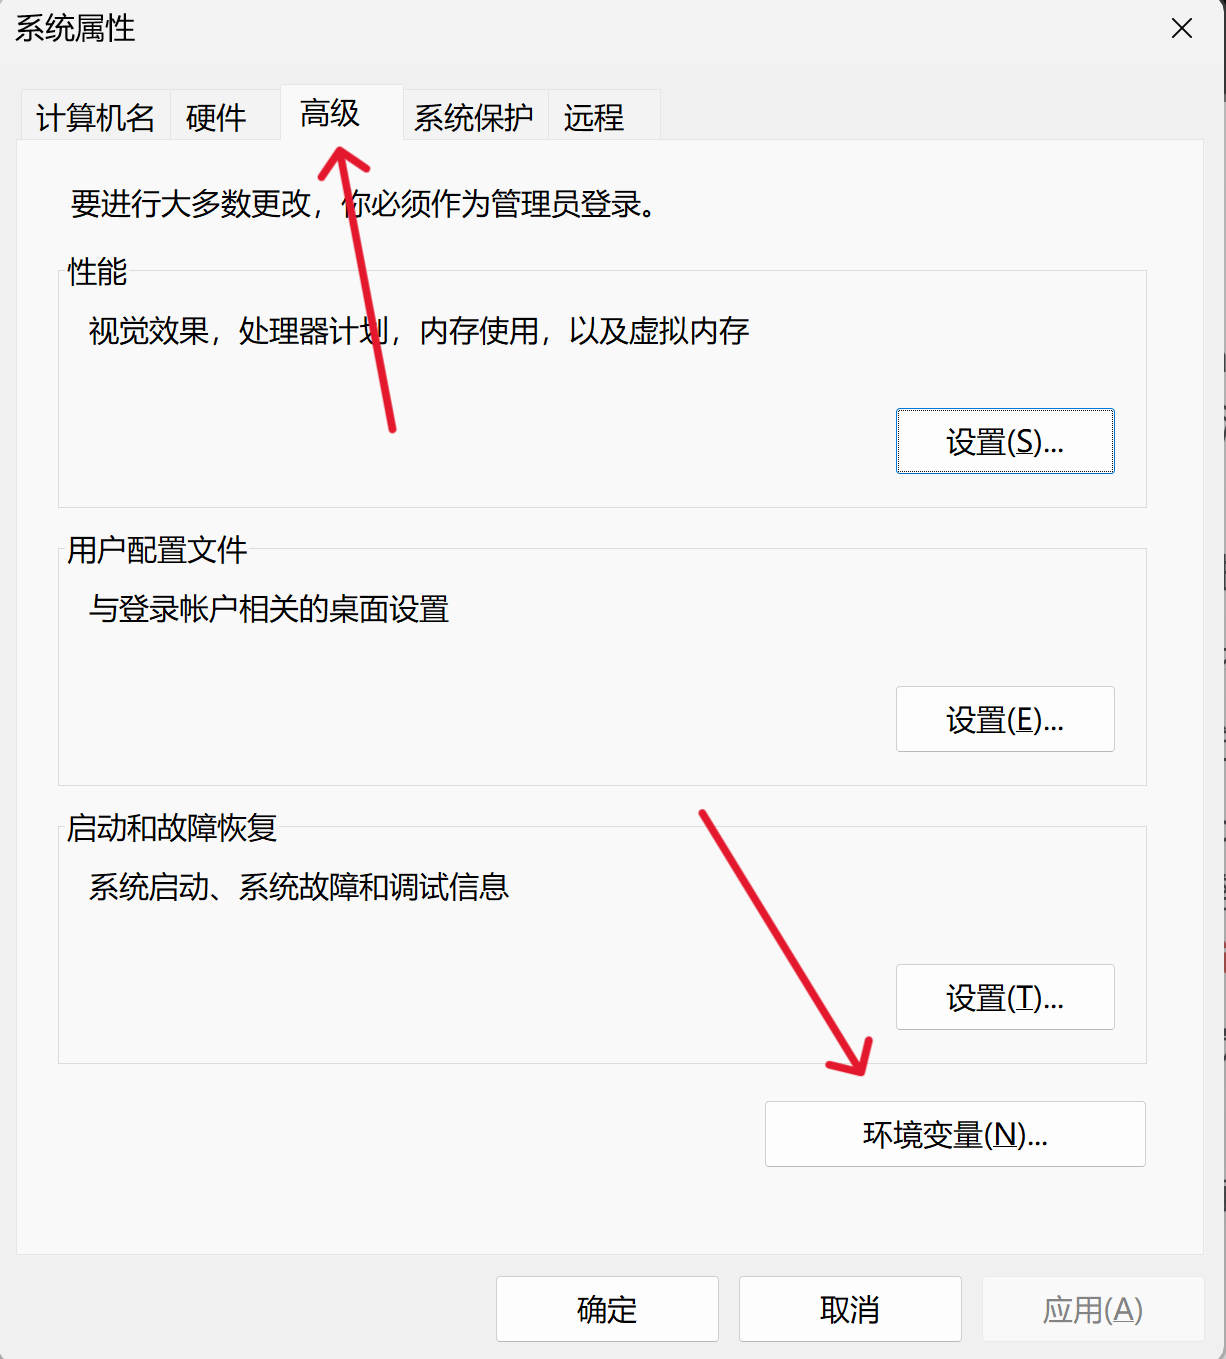 系统属性
计算机名 硬件 高级 系统保护 远程
要进行大多数更改，你必须作为管理员登录。
性能
视觉效果，处理器计划，内存使用，以及虚拟内存
设置(S)...
用户配置文件
与登录帐户相关的桌面设置
设置(E)...
启动和故障恢复
系统启动、系统故障和调试信息
设置(T)...
环境变量(N)...
确定 取消 应用(A)